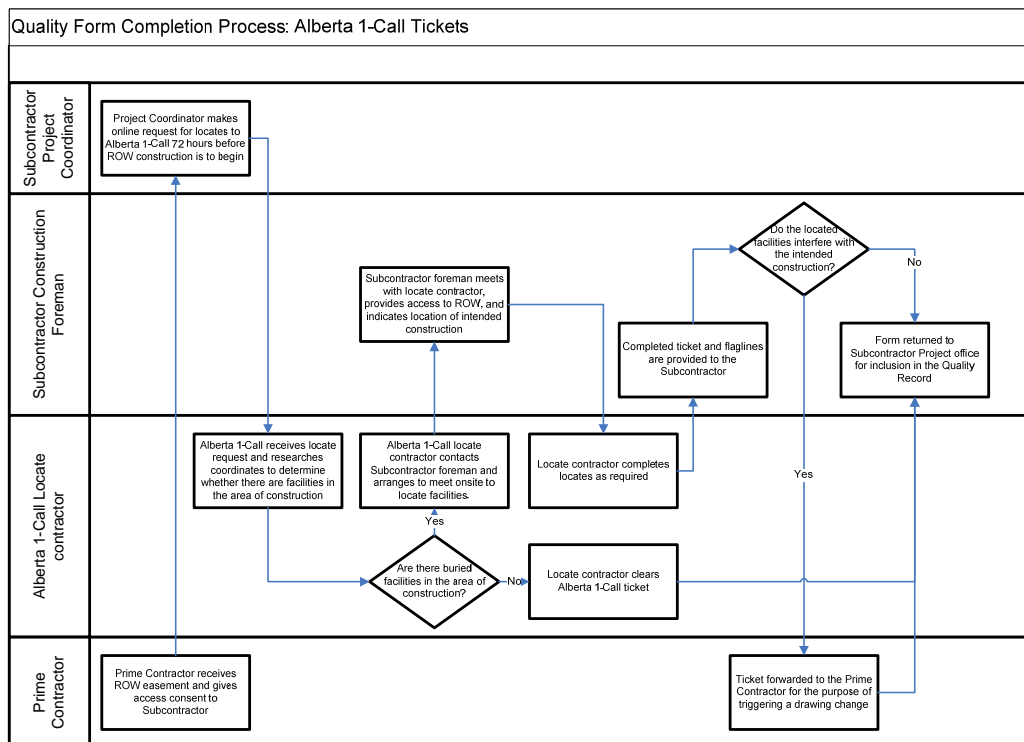 Quality Form Completion Process: Alberta 1-Call Tickets
Subcontractor
Project
Coordinator
Project Coordinator makes
online request for locates to
Alberta 1-Call 72 hours before
ROW construction is to begin
Subcontractor Construction
Foreman
Subcontractor foreman meets
with locate contractor,
provides access to ROW, and
indicates location of intended
construction
Completed ticket and flaglines
are provided to the
Subcontractor
Do the located
facilities interfere with
the intended
construction?
No
Form returned to
Subcontractor Project office
for inclusion in the Quality
Record
Yes
Alberta 1-Call Locate
contractor
Alberta 1-Call receives locate
request and researches
coordinates to determine
whether there are facilities in
the area of construction
Alberta 1-Call locate
contractor contacts
Subcontractor foreman and
arranges to meet onsite to
locate facilities.
Locate contractor completes
locates as required
Yes
Are there buried
facilities in the area of
construction?
No
Locate contractor clears
Alberta 1-Call ticket
Prime
Contractor
Prime Contractor receives
ROW easement and gives
access consent to
Subcontractor
Ticket forwarded to the Prime
Contractor for the purpose of
triggering a drawing change